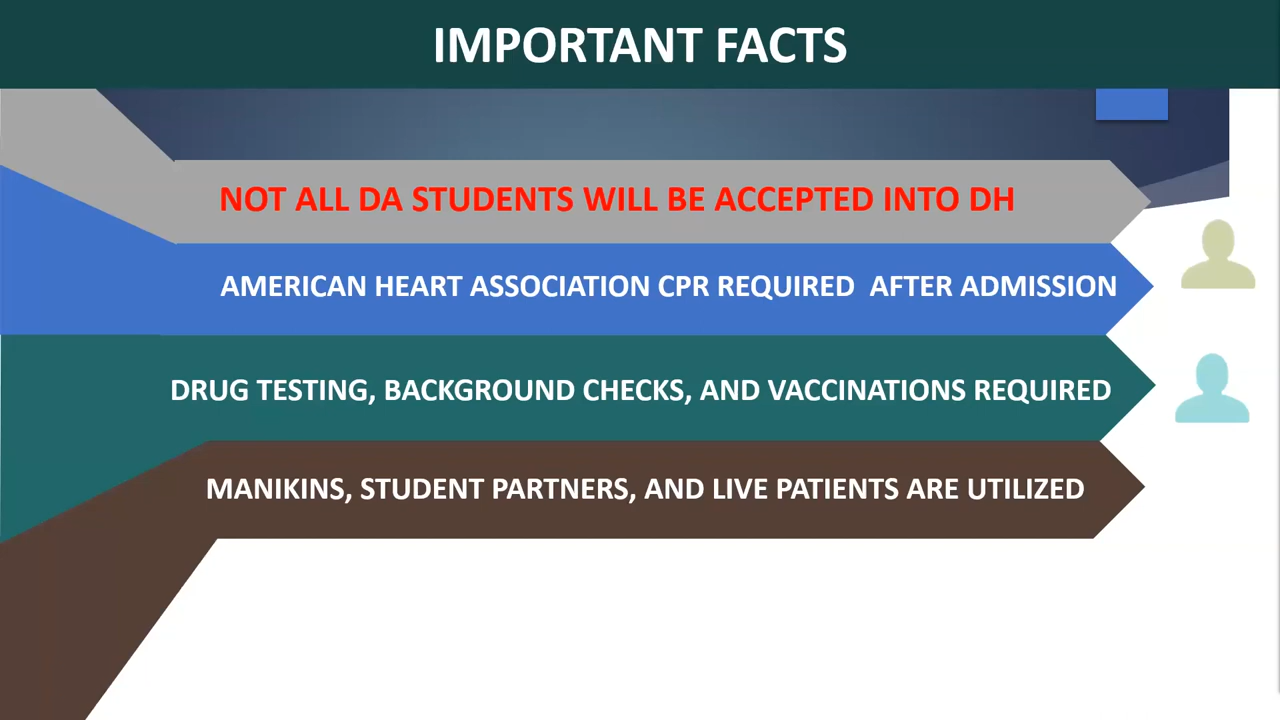 IMPORTANT FACTS
NOT ALL DA STUDENTS WILL BE ACCEPTED INTO DH
AMERICAN HEART ASSOCIATION CPR REQUIRED  AFTER ADMISSION
DRUG TESTING, BACKGROUND CHECKS, AND VACCINATIONS REQUIRED
MANIKINS, STUDENT PARTNERS, AND LIVE PATIENTS ARE UTILIZED